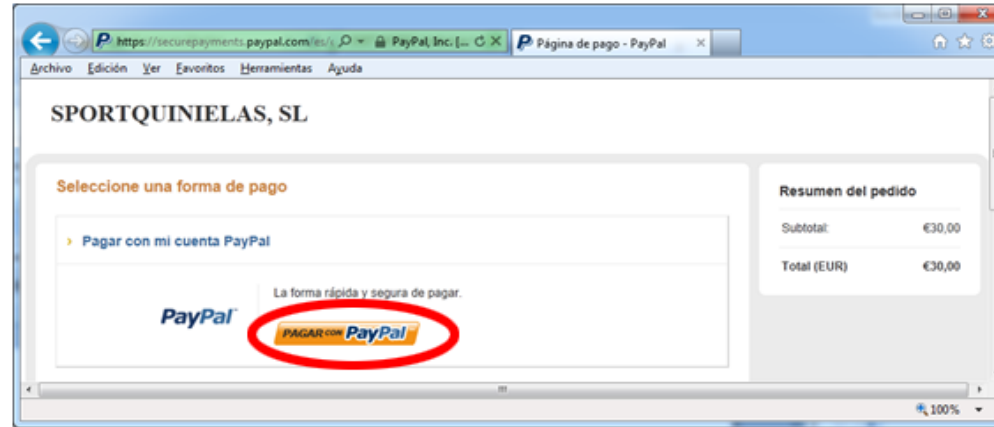 https://securepayments.paypal.com/es/c
PayPal, Inc. [...
Página de pago - PayPal
Archivo Edición Ver Favoritos Herramientas Ayuda
SPORTQUINIELAS, SL
Seleccione una forma de pago
Pagar con mi cuenta PayPal
La forma rápida y segura de pagar.
PayPal
PAGAR CON PayPal
Resumen del pedido
Subtotal: €30,00
Total (EUR) €30,00
100%